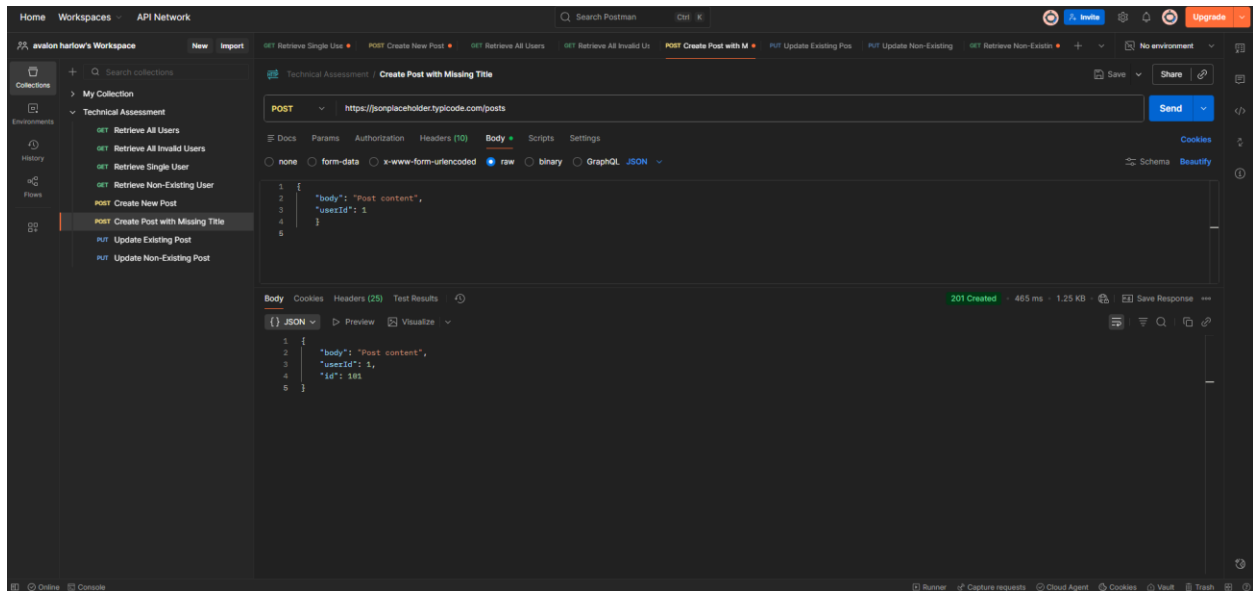 Home Workspaces API Network Search Postman Ctrl K Invite Upgrade
avalon harlow's Workspace New Import GET Retrieve Single Use POST Create New Post GET Retrieve All Users GET Retrieve All Invalid Us POST Create Post with M PUT Update Existing Pos PUT Update Non-Existing GET Retrieve Non-Existin No environment
Collections
Environments
History
Flows
Search collections
My Collection
Technical Assessment
GET Retrieve All Users
GET Retrieve All Invalid Users
GET Retrieve Single User
GET Retrieve Non-Existing User
POST Create New Post
POST Create Post with Missing Title
PUT Update Existing Post
PUT Update Non-Existing Post
Technical Assessment / Create Post with Missing Title Save Share
POST https://jsonplaceholder.typicode.com/posts Send
Docs Params Authorization Headers (10) Body Scripts Settings Cookies
none form-data x-www-form-urlencoded raw binary GraphQL JSON Schema Beautify
1 {
2 "body": "Post content",
3 "userId": 1
4 }
5
Body Cookies Headers (25) Test Results 201 Created 465 ms 1.25 KB Save Response
{} JSON Preview Visualize
1 {
2 "body": "Post content",
3 "userId": 1,
4 "id": 101
5 }
Online Console Runner Capture requests Cloud Agent Cookies Vault Trash